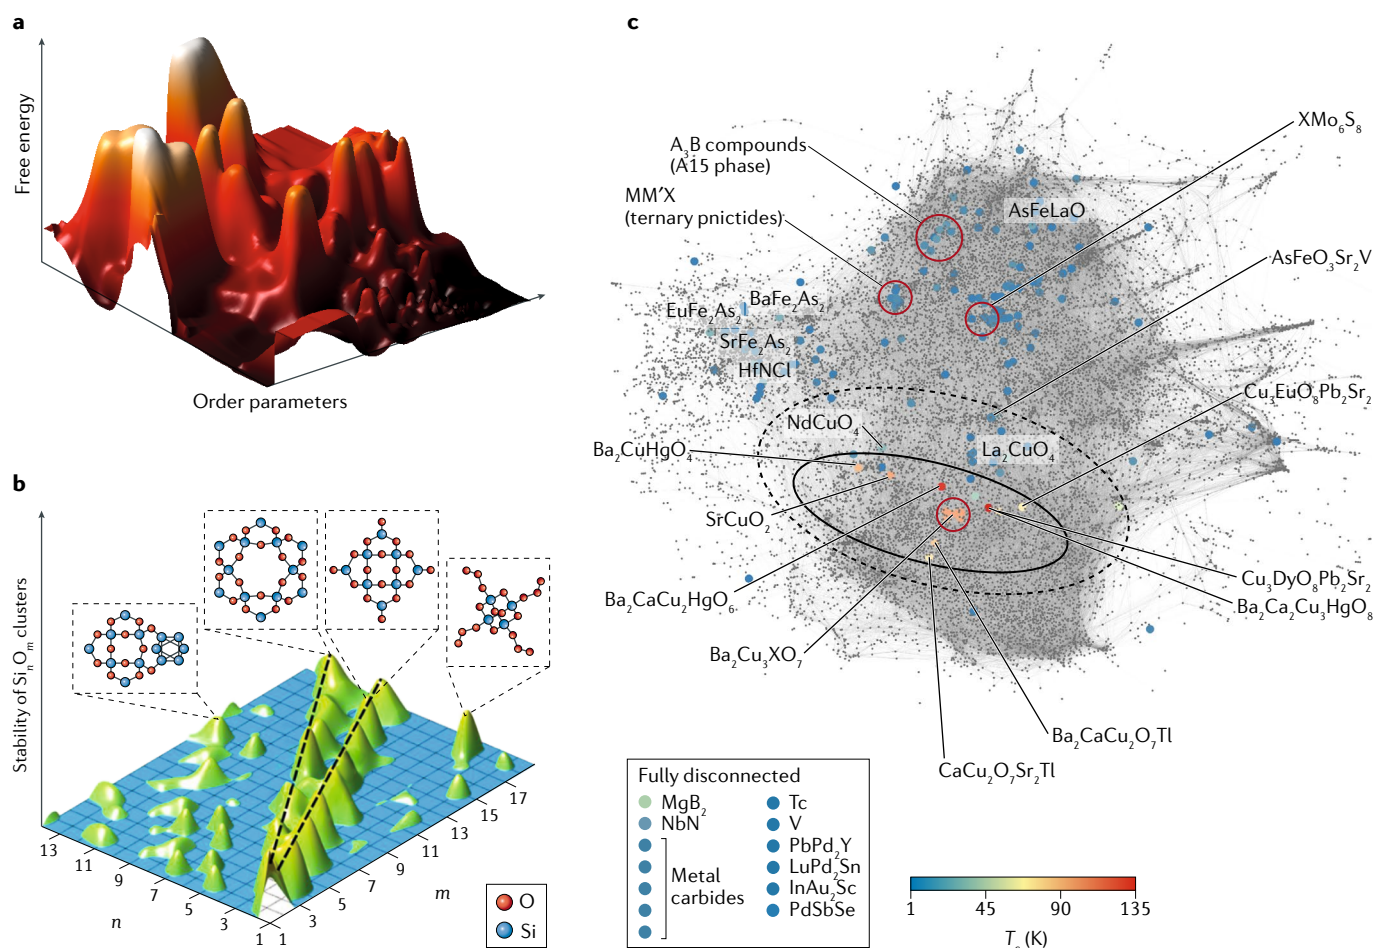 a
Free energy
Order parameters
b
Stability of SiₙOₘ clusters
13
11
9
7
5
3
1
n
1
3
5
7
9
11
13
15
17
m
O
Si
c
A₃B compounds
(A15 phase)
MM′X
(ternary pnictides)
XMo₆S₈
AsFeLaO
AsFeO₃Sr₂V
EuFe₂As₂
BaFe₂As₂
SrFe₂As₂
HfNCl
Cu₃EuO₈Pb₂Sr₂
NdCuO₄
La₂CuO₄
Ba₂CuHgO₄
SrCuO₂
Ba₂CaCu₂HgO₆
Cu₃DyO₈Pb₂Sr₂
Ba₂Ca₂Cu₃HgO₈
Ba₂Cu₃XO₇
Ba₂CaCu₂O₇Tl
CaCu₂O₇Sr₂Tl
Fully disconnected
MgB₂
NbN
Metal
carbides
Tc
V
PbPd₂Y
LuPd₂Sn
InAu₂Sc
PdSbSe
1 45 90 135
T꜀ (K)